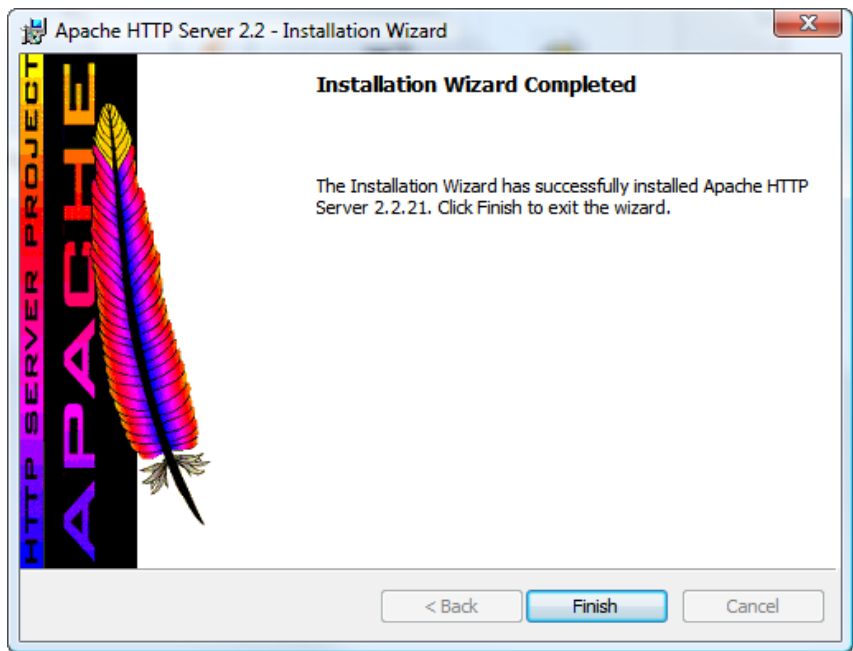 Apache HTTP Server 2.2 - Installation Wizard
HTTP SERVER PROJECT
APACHE
Installation Wizard Completed
The Installation Wizard has successfully installed Apache HTTP
Server 2.2.21. Click Finish to exit the wizard.
< Back
Finish
Cancel